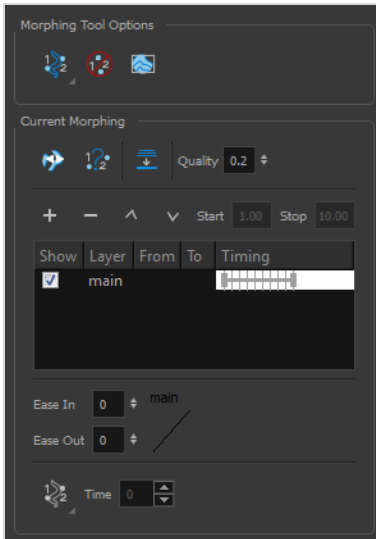 Morphing Tool Options
Current Morphing
Quality 0.2
Start 1.00 Stop 10.00
Show Layer From To Timing
main
Ease In 0 main
Ease Out 0
Time 0